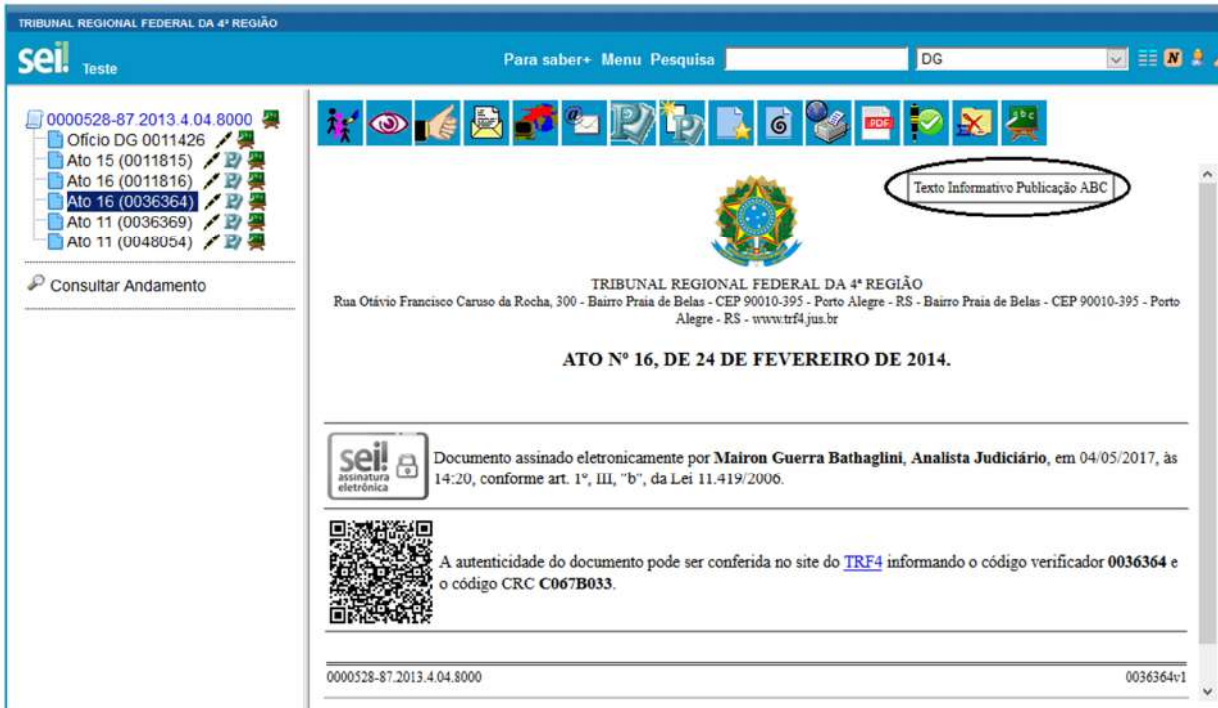 TRIBUNAL REGIONAL FEDERAL DA 4ª REGIÃO
sei! Teste
Para saber+ Menu Pesquisa
DG
N
0000528-87.2013.4.04.8000
Ofício DG 0011426
Ato 15 (0011815)
Ato 16 (0011816)
Ato 16 (0036364)
Ato 11 (0036369)
Ato 11 (0048054)
Consultar Andamento
PDF
Texto Informativo Publicação ABC
TRIBUNAL REGIONAL FEDERAL DA 4ª REGIÃO
Rua Otávio Francisco Caruso da Rocha, 300 - Bairro Praia de Belas - CEP 90010-395 - Porto Alegre - RS - Bairro Praia de Belas - CEP 90010-395 - Porto
Alegre - RS - www.trf4.jus.br
ATO Nº 16, DE 24 DE FEVEREIRO DE 2014.
sei!
assinatura
eletrônica
Documento assinado eletronicamente por Mairon Guerra Bathaglini, Analista Judiciário, em 04/05/2017, às
14:20, conforme art. 1º, III, "b", da Lei 11.419/2006.
A autenticidade do documento pode ser conferida no site do TRF4 informando o código verificador 0036364 e
o código CRC C067B033.
0000528-87.2013.4.04.8000
0036364v1